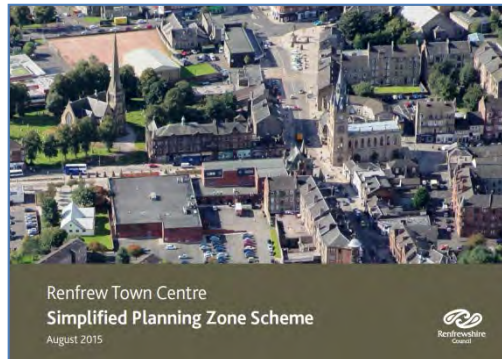 Renfrew Town Centre
Simplified Planning Zone Scheme
August 2015
Renfrewshire
Council